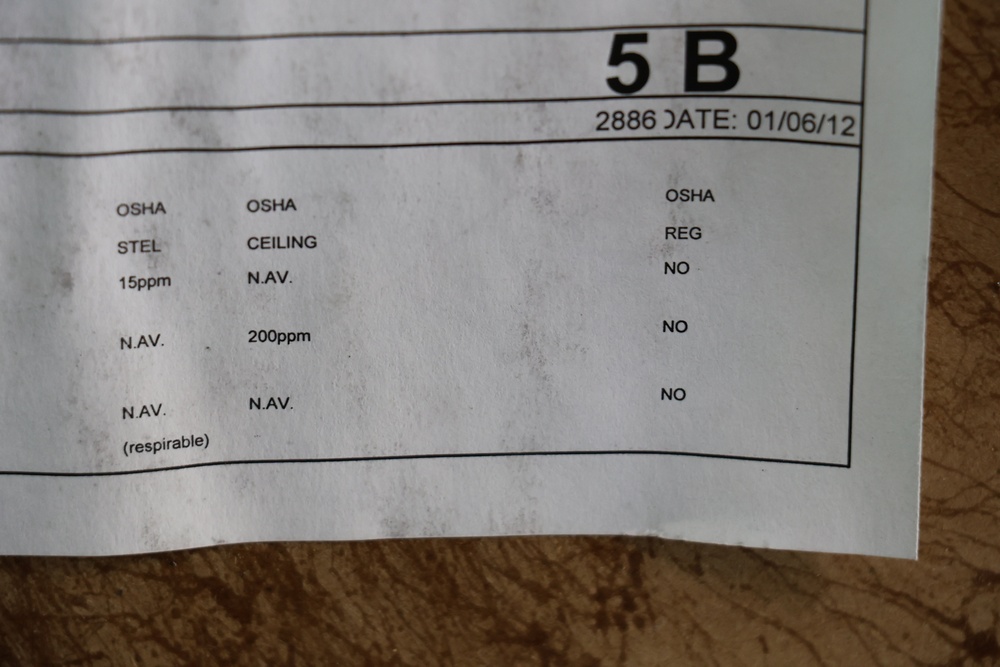 5 B
2886 DATE: 01/06/12
OSHA OSHA OSHA
STEL CEILING REG
15ppm N.AV. NO
N.AV. 200ppm NO
N.AV. N.AV. NO
(respirable)